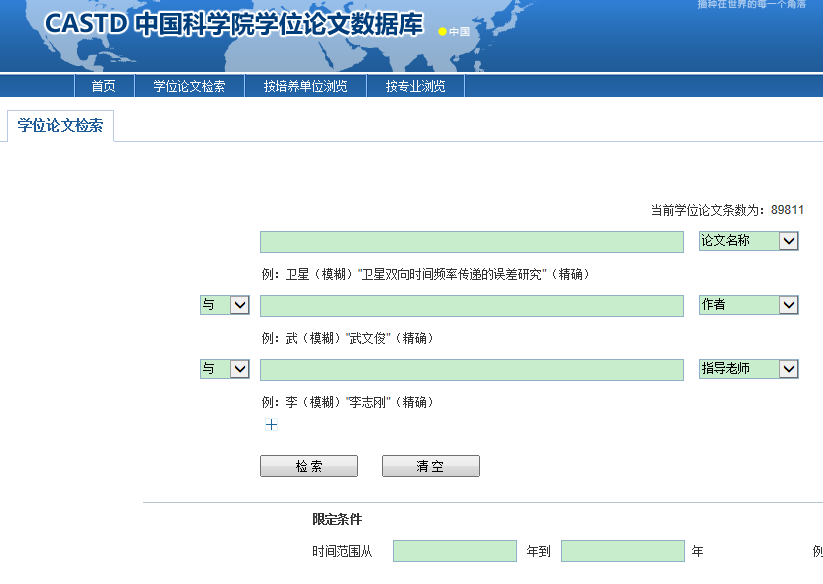 播种在世界的每一个角落
CASTD 中国科学院学位论文数据库
中国
首页 学位论文检索 按培养单位浏览 按专业浏览
学位论文检索
当前学位论文条数为：89811
论文名称
例：卫星（模糊）"卫星双向时间频率传递的误差研究"（精确）
与 作者
例：武（模糊）"武文俊"（精确）
与 指导老师
例：李（模糊）"李志刚"（精确）
检 索 清 空
限定条件
时间范围从 年到 年 例